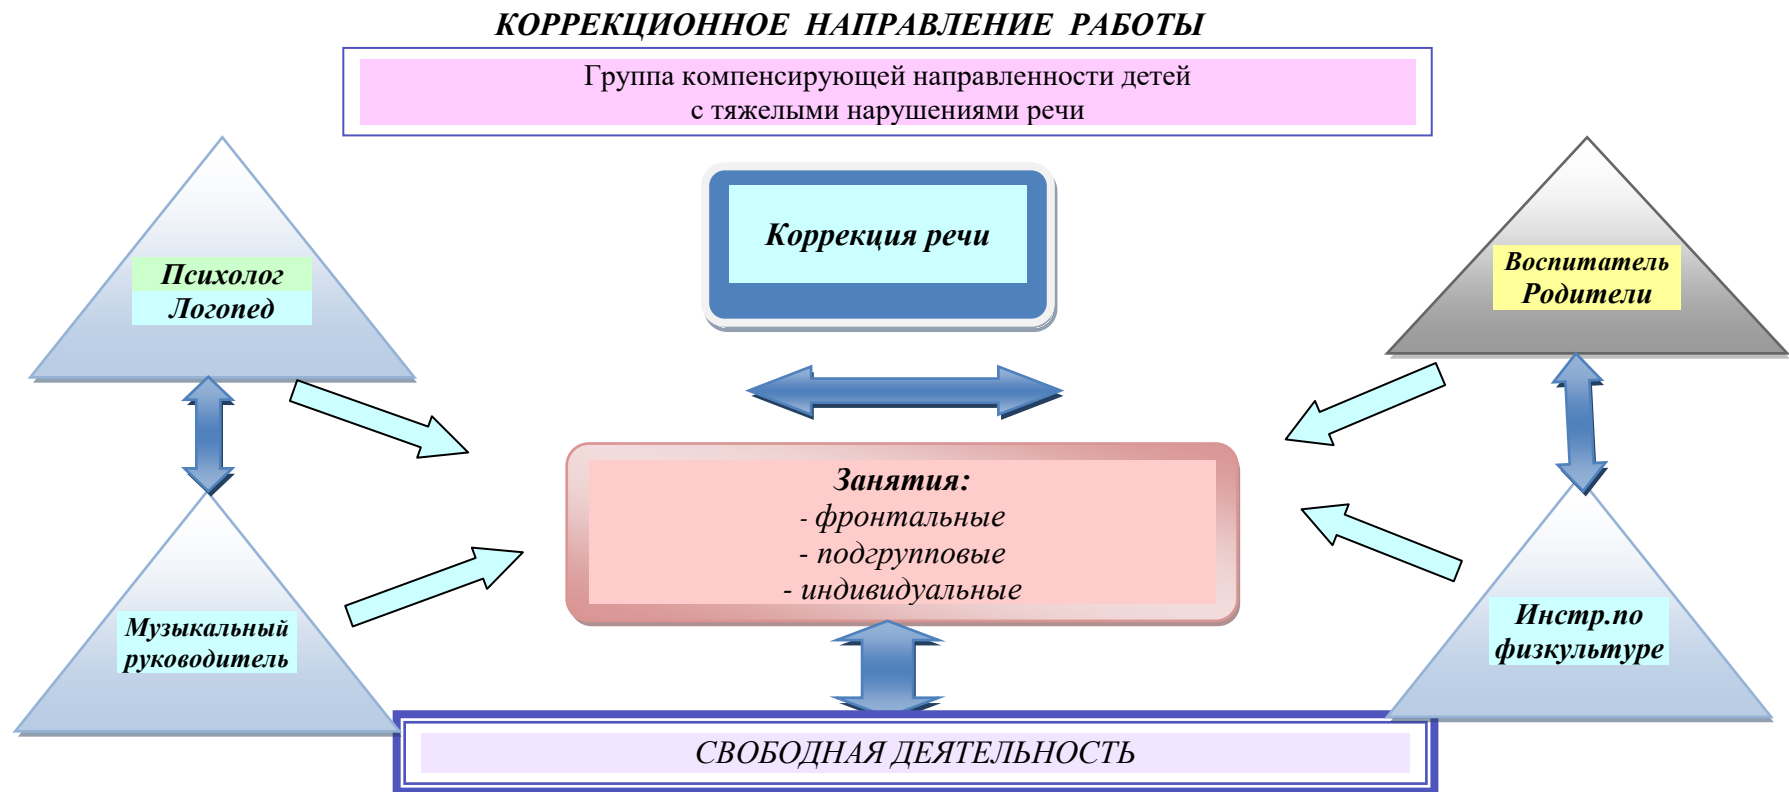 КОРРЕКЦИОННОЕ НАПРАВЛЕНИЕ РАБОТЫ
Группа компенсирующей направленности детей
с тяжелыми нарушениями речи
Коррекция речи
Психолог
Логопед
Воспитатель
Родители
Занятия:
- фронтальные
- подгрупповые
- индивидуальные
Музыкальный
руководитель
Инстр.по
физкультуре
СВОБОДНАЯ ДЕЯТЕЛЬНОСТЬ